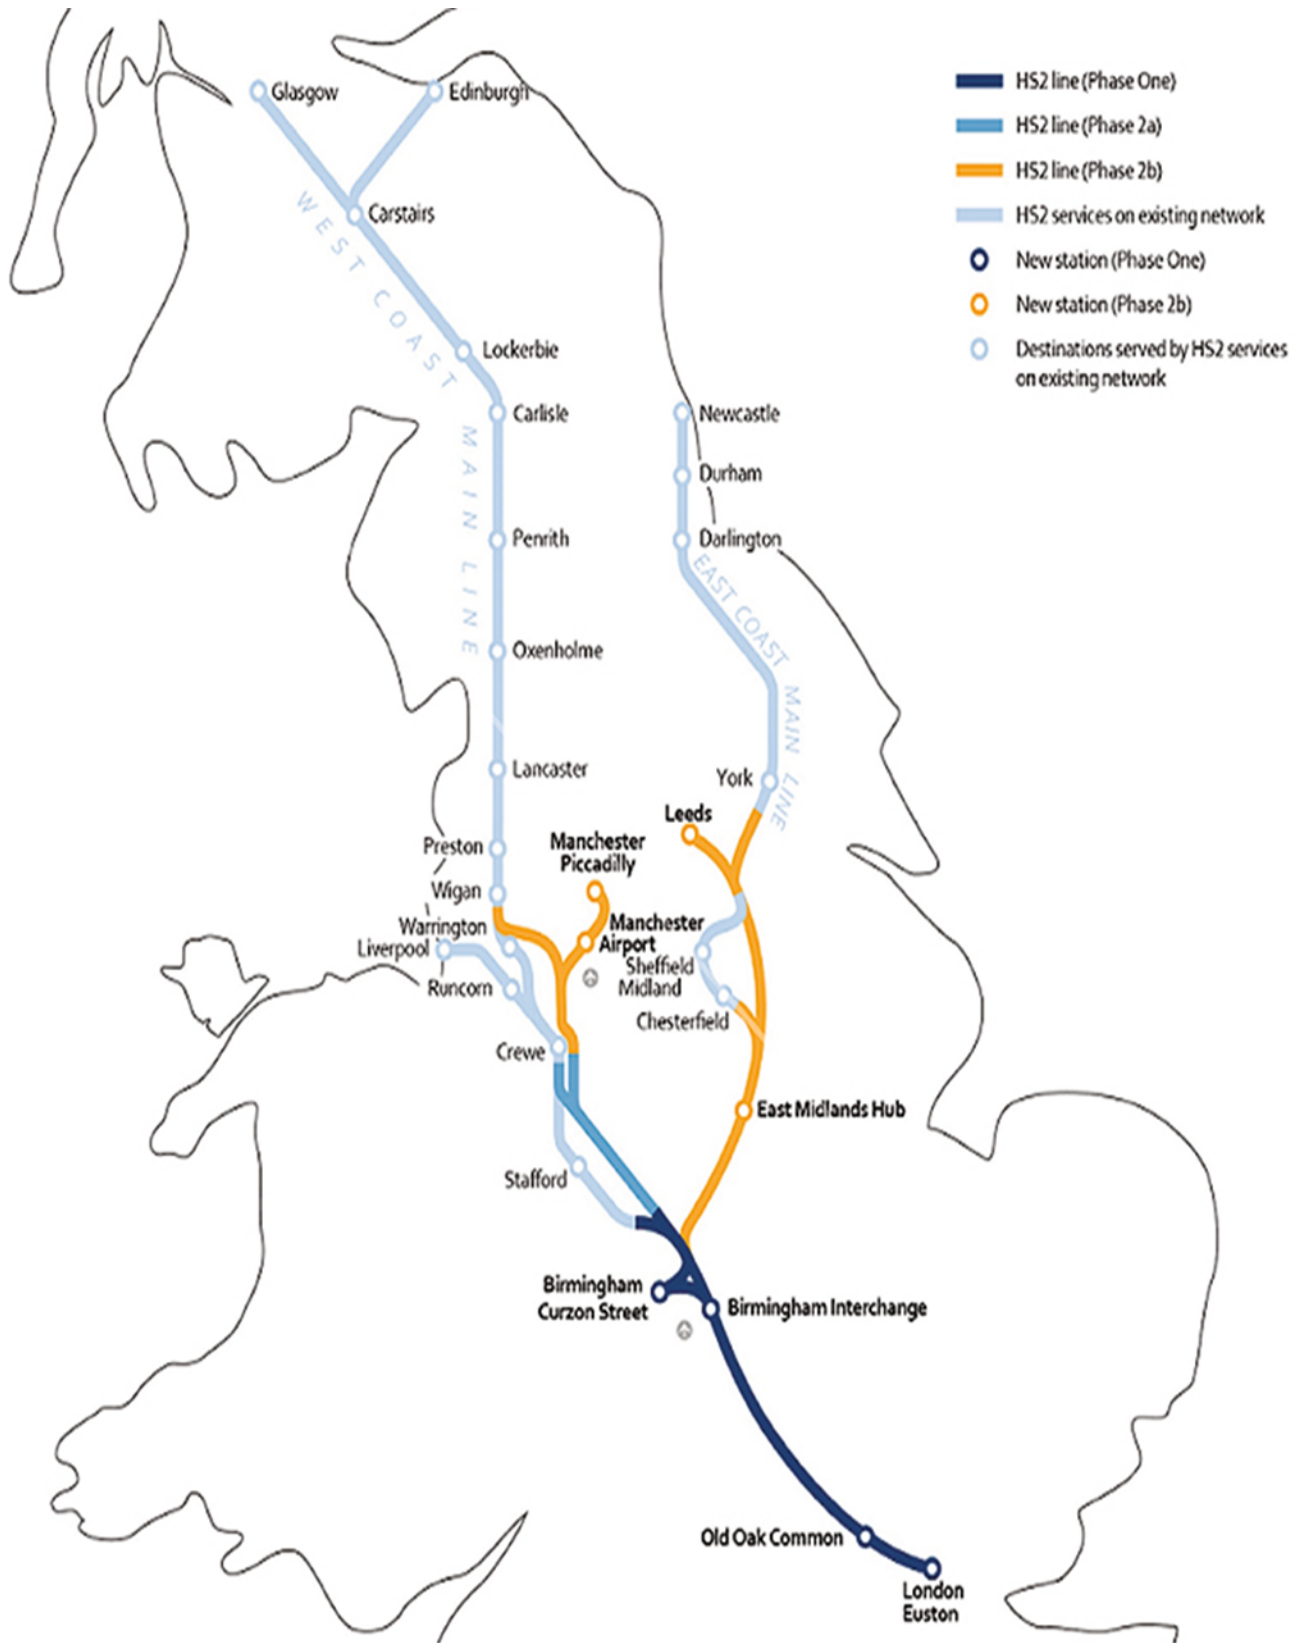 Glasgow
Edinburgh
Carstairs
WEST COAST MAIN LINE
Lockerbie
Carlisle
Penrith
Oxenholme
Lancaster
Preston
Wigan
Warrington
Liverpool
Runcorn
Crewe
Stafford
Newcastle
Durham
Darlington
EAST COAST MAIN LINE
York
Leeds
Manchester
Piccadilly
Manchester
Airport
Sheffield
Midland
Chesterfield
East Midlands Hub
Birmingham
Curzon Street
Birmingham Interchange
Old Oak Common
London
Euston
HS2 line (Phase One)
HS2 line (Phase 2a)
HS2 line (Phase 2b)
HS2 services on existing network
New station (Phase One)
New station (Phase 2b)
Destinations served by HS2 services
on existing network